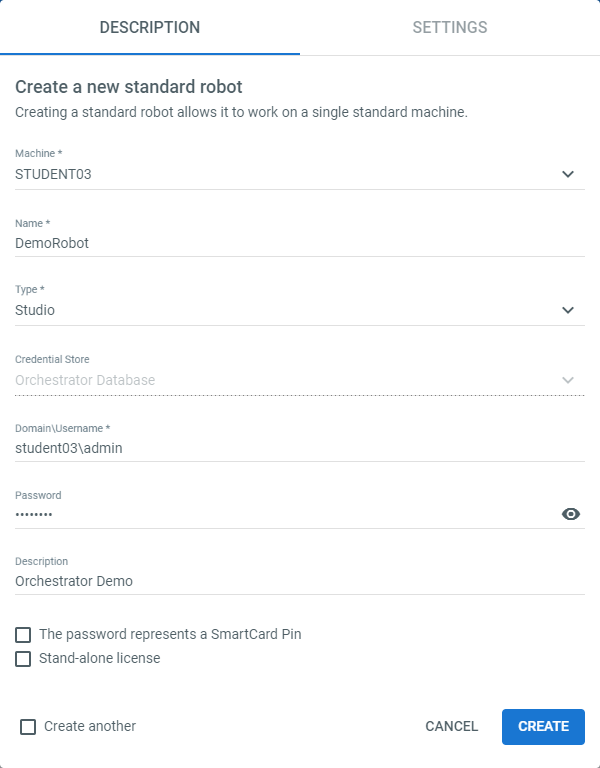 DESCRIPTION SETTINGS
Create a new standard robot
Creating a standard robot allows it to work on a single standard machine.
Machine *
STUDENT03
Name *
DemoRobot
Type *
Studio
Credential Store
Orchestrator Database
Domain\Username *
student03\admin
Password
••••••••
Description
Orchestrator Demo
The password represents a SmartCard Pin
Stand-alone license
Create another CANCEL CREATE